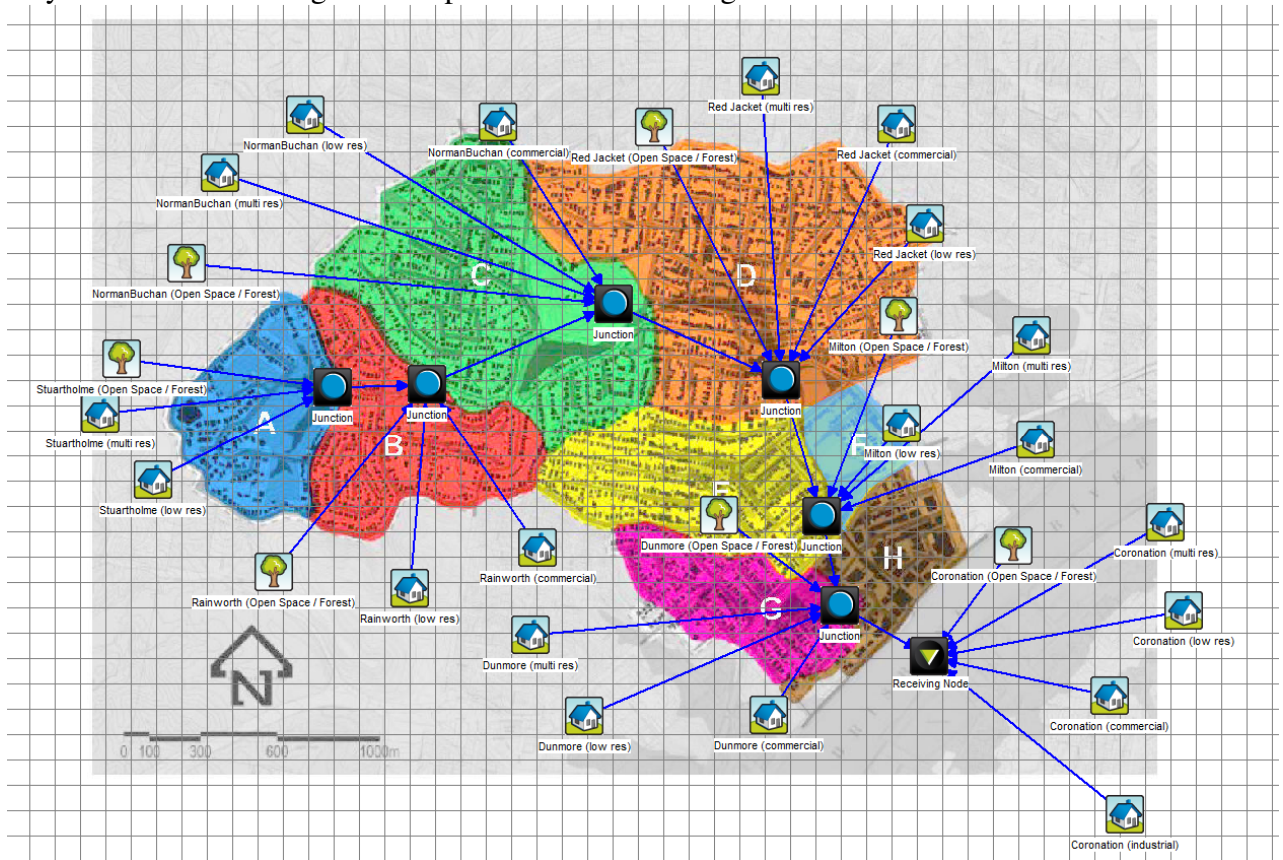 Red Jacket (multi res)
NormanBuchan (low res)
NormanBuchan (commercial)
Red Jacket (Open Space / Forest)
Red Jacket (commercial)
NormanBuchan (multi res)
Red Jacket (low res)
C
D
NormanBuchan (Open Space / Forest)
Junction
Milton (Open Space / Forest)
Milton (multi res)
Stuartholme (Open Space / Forest)
Junction
Junction
Junction
A
B
Stuartholme (multi res)
Milton (low res)
Milton (commercial)
Stuartholme (low res)
E
F
Dunmore (Open Space / Forest)
Junction
H
Coronation (multi res)
Rainworth (commercial)
Coronation (Open Space / Forest)
Rainworth (Open Space / Forest)
Rainworth (low res)
G
Junction
Coronation (low res)
Dunmore (multi res)
N
Receiving Node
Coronation (commercial)
Dunmore (low res)
Dunmore (commercial)
0 100 300 600 1000m
Coronation (industrial)